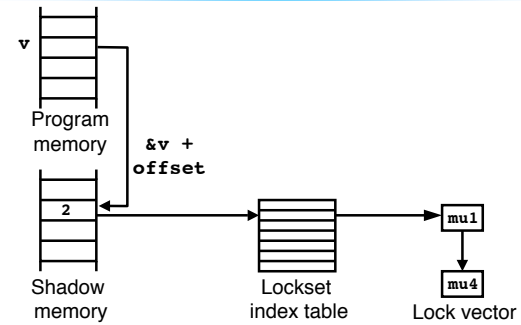 v
Program
memory
&v +
offset
2
mu1
mu4
Shadow
memory
Lockset
index table
Lock vector